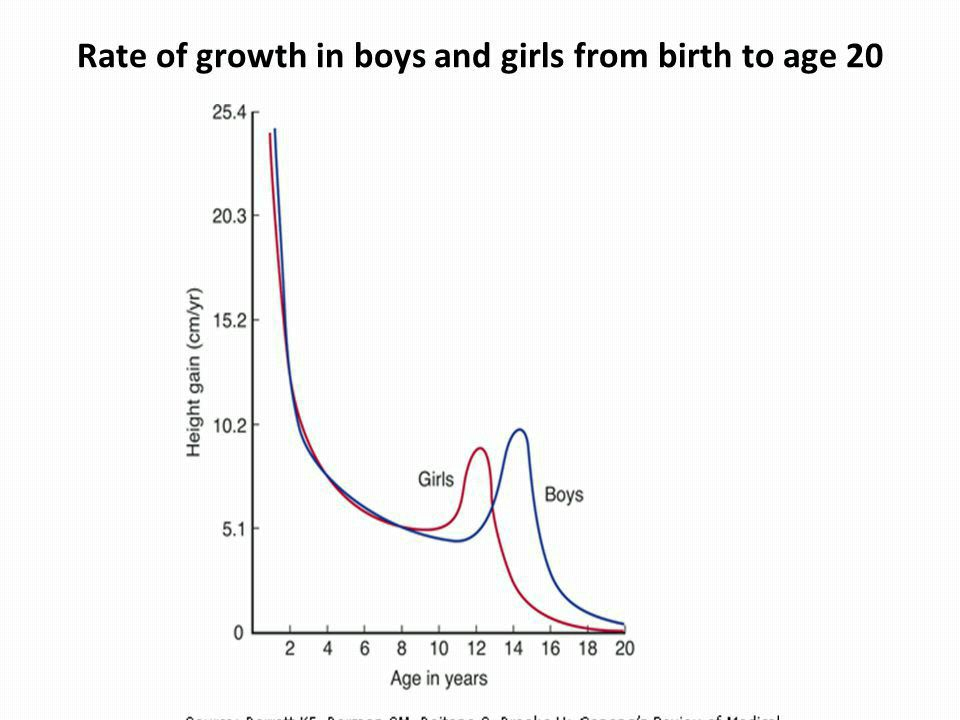 Rate of growth in boys and girls from birth to age 20
25.4
20.3
15.2
10.2
5.1
0
Height gain (cm/yr)
Girls
Boys
2 4 6 8 10 12 14 16 18 20
Age in years